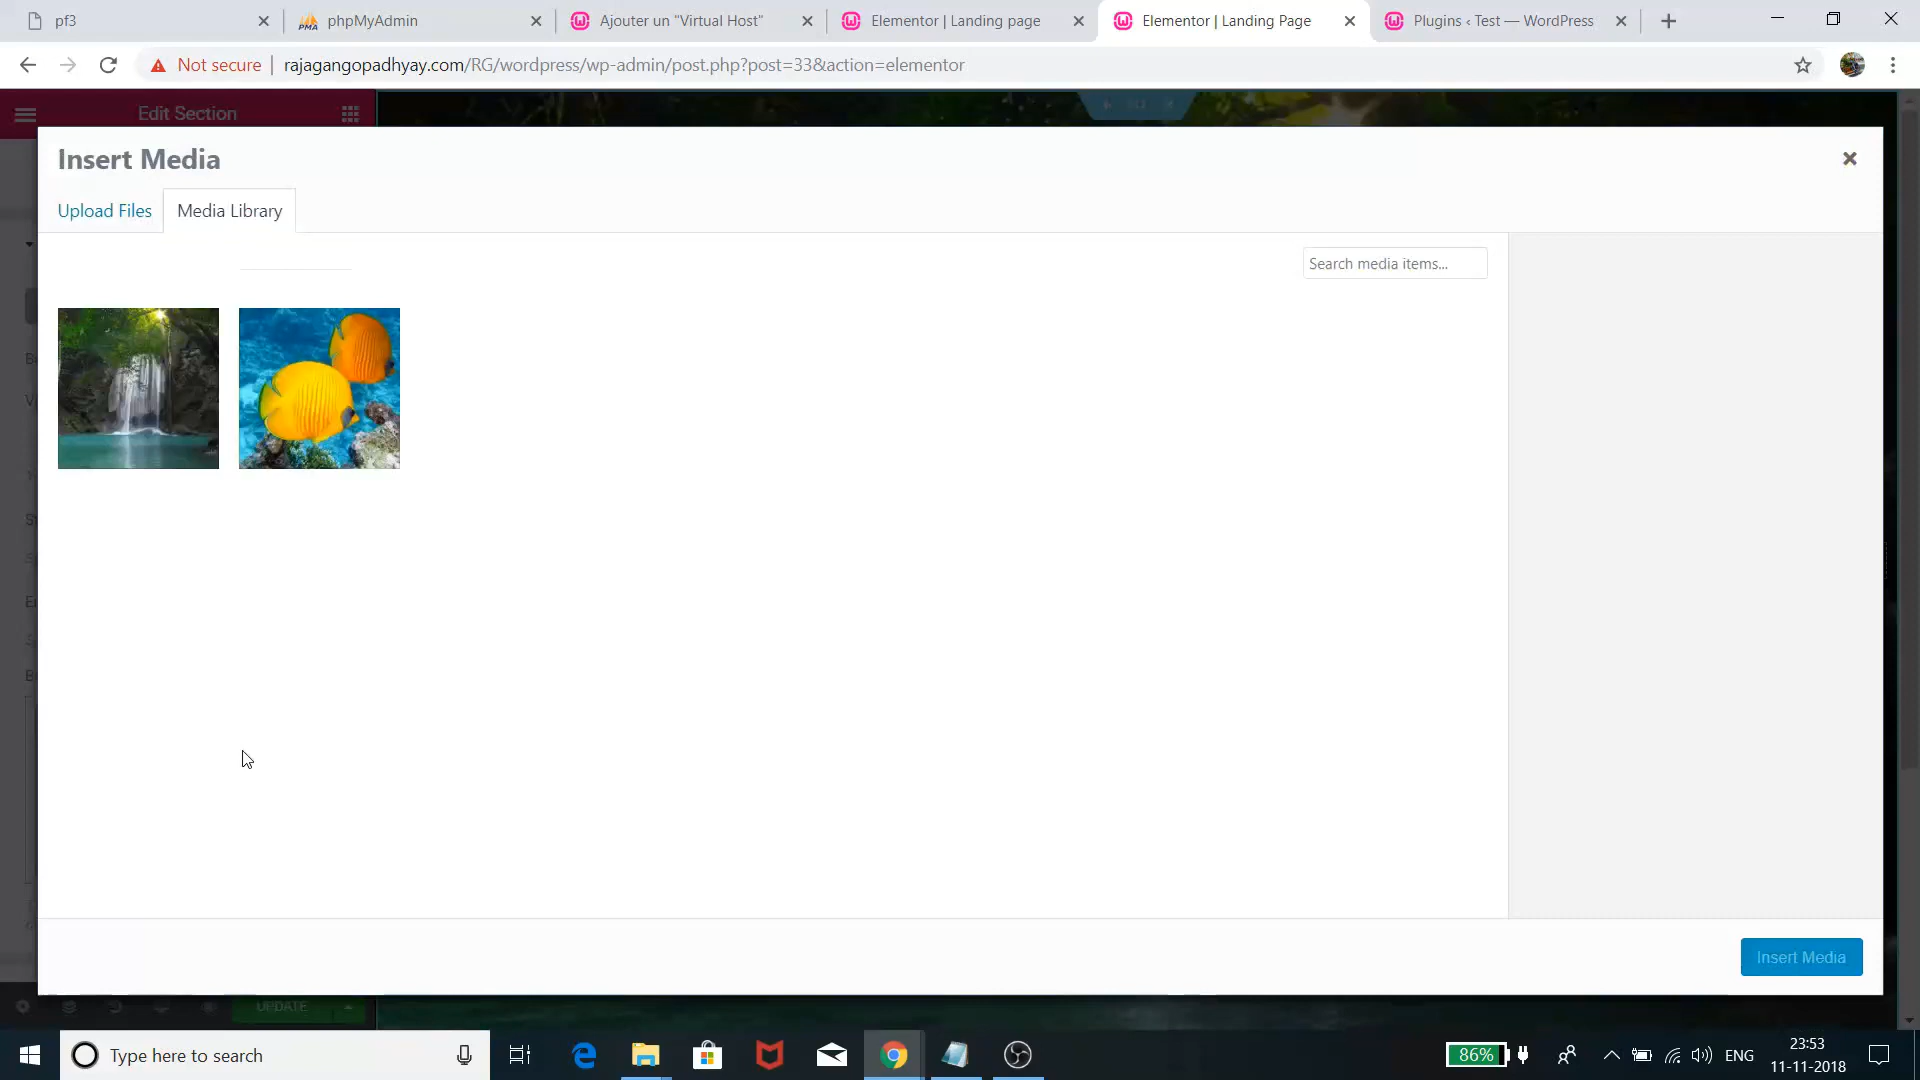 pf3
phpMyAdmin
Ajouter un "Virtual Host"
Elementor | Landing page
Elementor | Landing Page
Plugins ‹ Test — WordPress
Not secure
rajagangopadhyay.com/RG/wordpress/wp-admin/post.php?post=33&action=elementor
Edit Section
Insert Media
Upload Files
Media Library
Search media items...
Insert Media
UPDATE
Type here to search
86%
ENG
23:53
11-11-2018